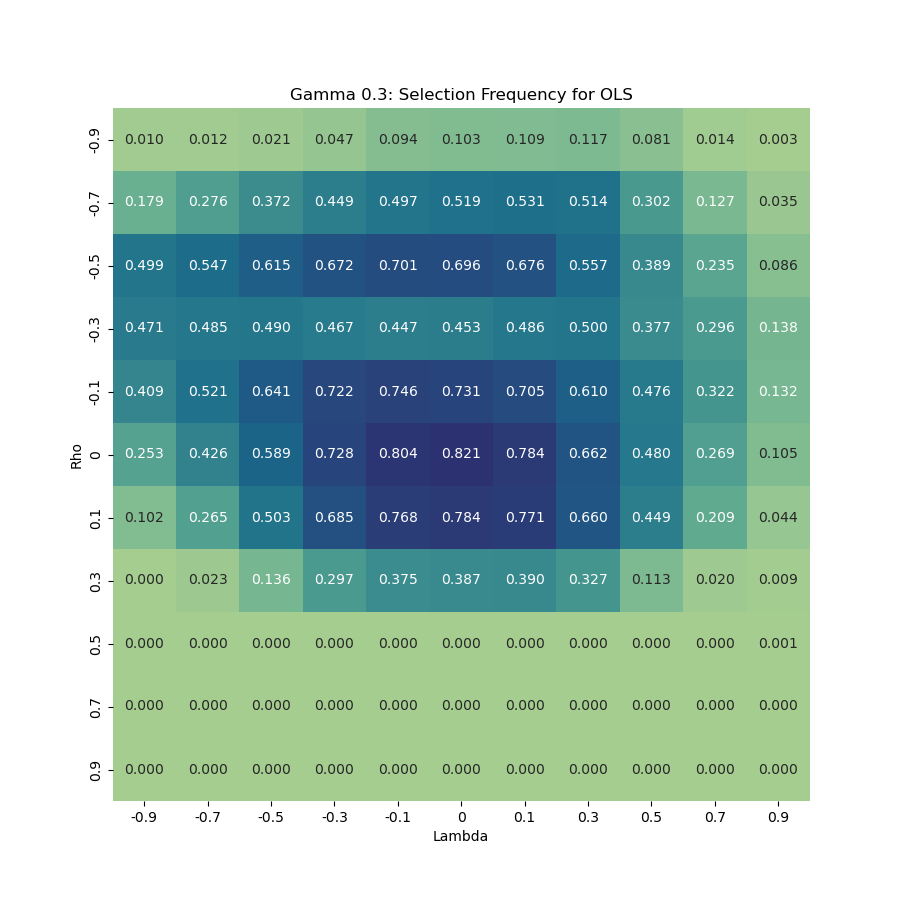 Gamma 0.3: Selection Frequency for OLS
-0.9 0.010 0.012 0.021 0.047 0.094 0.103 0.109 0.117 0.081 0.014 0.003
-0.7 0.179 0.276 0.372 0.449 0.497 0.519 0.531 0.514 0.302 0.127 0.035
-0.5 0.499 0.547 0.615 0.672 0.701 0.696 0.676 0.557 0.389 0.235 0.086
-0.3 0.471 0.485 0.490 0.467 0.447 0.453 0.486 0.500 0.377 0.296 0.138
-0.1 0.409 0.521 0.641 0.722 0.746 0.731 0.705 0.610 0.476 0.322 0.132
Rho
0 0.253 0.426 0.589 0.728 0.804 0.821 0.784 0.662 0.480 0.269 0.105
0.1 0.102 0.265 0.503 0.685 0.768 0.784 0.771 0.660 0.449 0.209 0.044
0.3 0.000 0.023 0.136 0.297 0.375 0.387 0.390 0.327 0.113 0.020 0.009
0.5 0.000 0.000 0.000 0.000 0.000 0.000 0.000 0.000 0.000 0.000 0.001
0.7 0.000 0.000 0.000 0.000 0.000 0.000 0.000 0.000 0.000 0.000 0.000
0.9 0.000 0.000 0.000 0.000 0.000 0.000 0.000 0.000 0.000 0.000 0.000
-0.9 -0.7 -0.5 -0.3 -0.1 0 0.1 0.3 0.5 0.7 0.9
Lambda